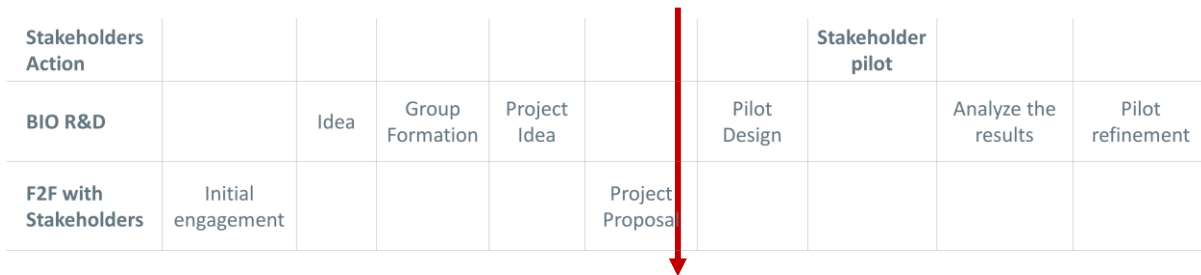 Stakeholders
Action
Stakeholder
pilot
BIO R&D
Idea
Group
Formation
Project
Idea
Pilot
Design
Analyze the
results
Pilot
refinement
F2F with
Stakeholders
Initial
engagement
Project
Proposal